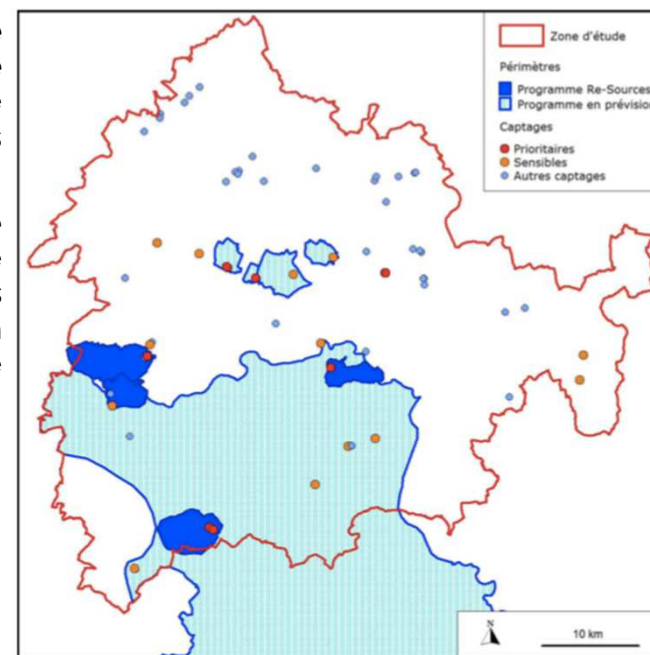 Zone d'étude
Périmètres
Programme Re-Sources
Programme en prévision
Captages
Prioritaires
Sensibles
Autres captages
N
10 km